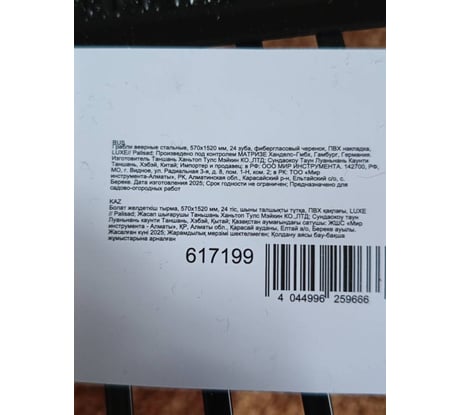 RUS
Грабли веерные стальные, 570х1520 мм, 24 зуба, фибергласовый черенок, ПВХ накладка,
LUXE// Palisad; Произведено под контролем МАТРИЗЕ Ханделс-Гмбх, Гамбург, Германия.
Изготовитель Таншань Ханьтоп Тулс Мэйкин КО.,ЛТД; Сундаокоу Таун Луаньнань Каунти
Таншань, Хэбэй, Китай; Импортер и продавец: в РФ: ООО МИР ИНСТРУМЕНТА. 142700, РФ,
МО, г. Видное, ул. Радиальная 3-я, д. 8, пом. 1-Н, ком. 2; в РК: ТОО «Мир
инструмента-Алматы», РК, Алматинская обл., Карасайский р-н, Ельтайский с/о, с.
Береке. Дата изготовления 2025; Срок годности не ограничен; Предназначено для
садово-огородных работ
KAZ
Болат желдеткіш тырма, 570х1520 мм, 24 тіс, шыны талшықты тұтқа, ПВХ қақпағы, LUXE
// Palisad; Жасап шығарушы Таньшань Ханьтоп Тулс Мэйкин КО.,ЛТД; Сундаокоу Таун
Луаньнань каунти Таншань, Хэбэй, Қытай; Қазақстан аумағындағы сатушы: ЖШС «Мир
инструмента - Алматы», ҚР, Алматы обл., Қарасай ауданы, Елтай а/о, Береке ауылы.
Жасалған күні 2025; Жарамдылық мерзімі шектелмеген; Қолдану аясы бау-бақша
жұмыстарына арналған
617199
4 044996 259666